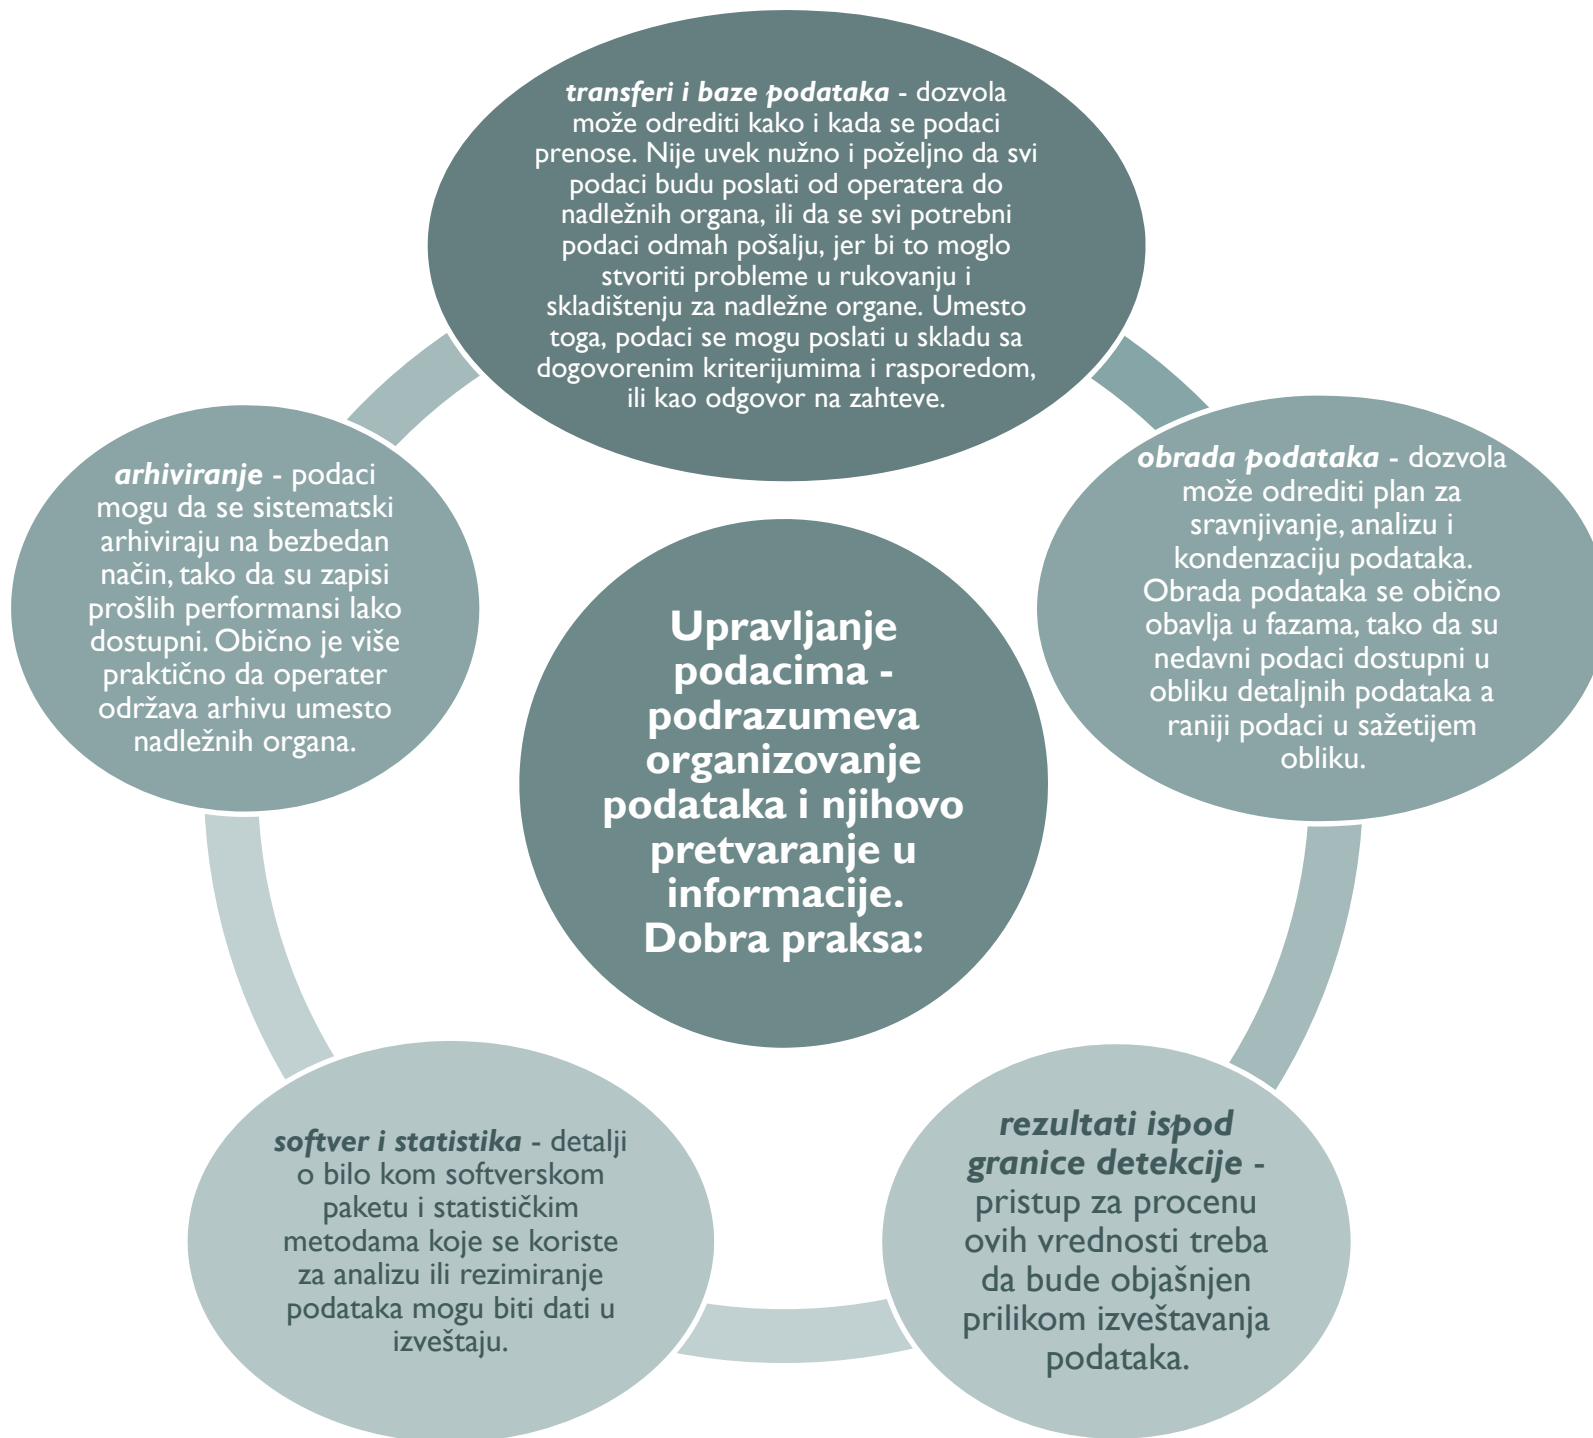 transferi i baze podataka - dozvola
može odrediti kako i kada se podaci
prenose. Nije uvek nužno i poželjno da svi
podaci budu poslati od operatera do
nadležnih organa, ili da se svi potrebni
podaci odmah pošalju, jer bi to moglo
stvoriti probleme u rukovanju i
skladištenju za nadležne organe. Umesto
toga, podaci se mogu poslati u skladu sa
dogovorenim kriterijumima i rasporedom,
ili kao odgovor na zahteve.
obrada podataka - dozvola
može odrediti plan za
sravnjivanje, analizu i
kondenzaciju podataka.
Obrada podataka se obično
obavlja u fazama, tako da su
nedavni podaci dostupni u
obliku detaljnih podataka a
raniji podaci u sažetijem
obliku.
arhiviranje - podaci
mogu da se sistematski
arhiviraju na bezbedan
način, tako da su zapisi
prošlih performansi lako
dostupni. Obično je više
praktično da operater
održava arhivu umesto
nadležnih organa.
Upravljanje
podacima -
podrazumeva
organizovanje
podataka i njihovo
pretvaranje u
informacije.
Dobra praksa:
rezultati ispod
granice detekcije -
pristup za procenu
ovih vrednosti treba
da bude objašnjen
prilikom izveštavanja
podataka.
softver i statistika - detalji
o bilo kom softverskom
paketu i statističkim
metodama koje se koriste
za analizu ili rezimiranje
podataka mogu biti dati u
izveštaju.